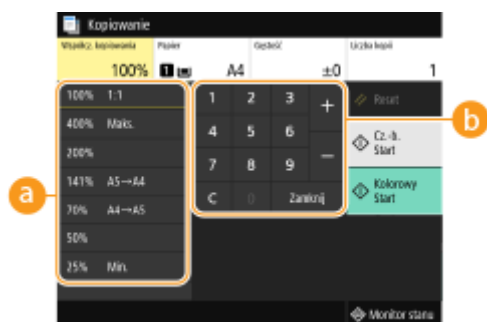 Kopiowanie
Współcz. kopiowania Papier Gęstość Liczba kopii
100% 1 A4 ±0 1
100% 1:1
400% Maks.
200%
141% A5→A4
70% A4→A5
50%
25% Min.
1 2 3 +
4 5 6
7 8 9 −
C 0 Zamknij
Reset
Cz.-b.
Start
Kolorowy
Start
Monitor stanu
a
b